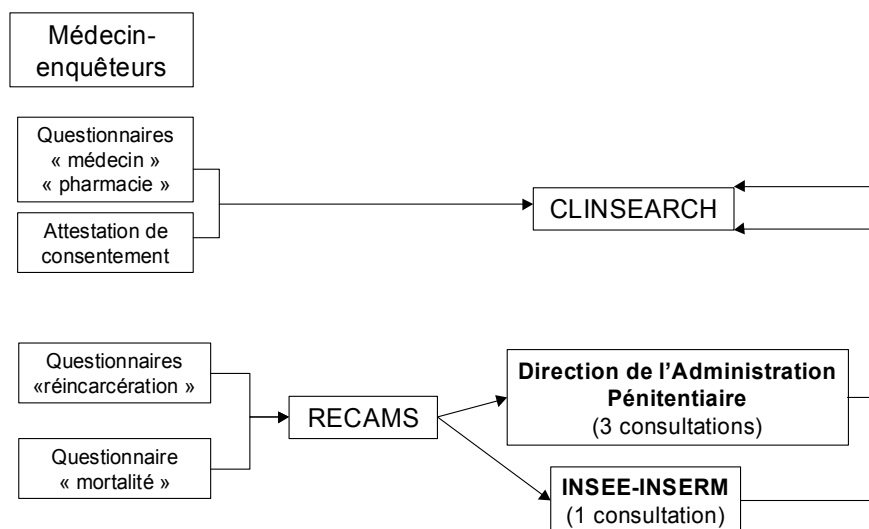 Médecin-
enquêteurs
Questionnaires
« médecin »
« pharmacie »
Attestation de
consentement
CLINSEARCH
Questionnaires
«réincarcération »
Questionnaire
« mortalité »
RECAMS
Direction de l’Administration
Pénitentiaire
(3 consultations)
INSEE-INSERM
(1 consultation)